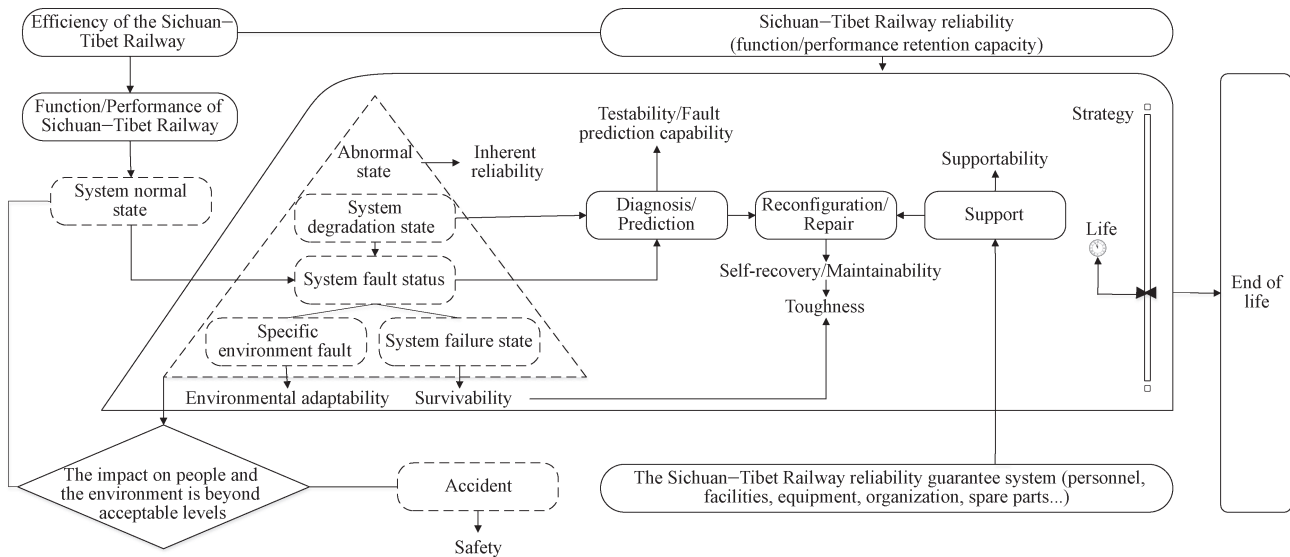 Efficiency of the Sichuan–
Tibet Railway
Sichuan–Tibet Railway reliability
(function/performance retention capacity)
Function/Performance of
Sichuan–Tibet Railway
System normal
state
Abnormal
state
Inherent
reliability
System
degradation state
System fault status
Specific
environment fault
System failure state
Environmental adaptability
Survivability
Testability/Fault
prediction capability
Diagnosis/
Prediction
Reconfiguration/
Repair
Self-recovery/Maintainability
Toughness
Supportability
Support
Strategy
Life
End of
life
The impact on people and
the environment is beyond
acceptable levels
Accident
Safety
The Sichuan–Tibet Railway reliability guarantee system (personnel,
facilities, equipment, organization, spare parts...)